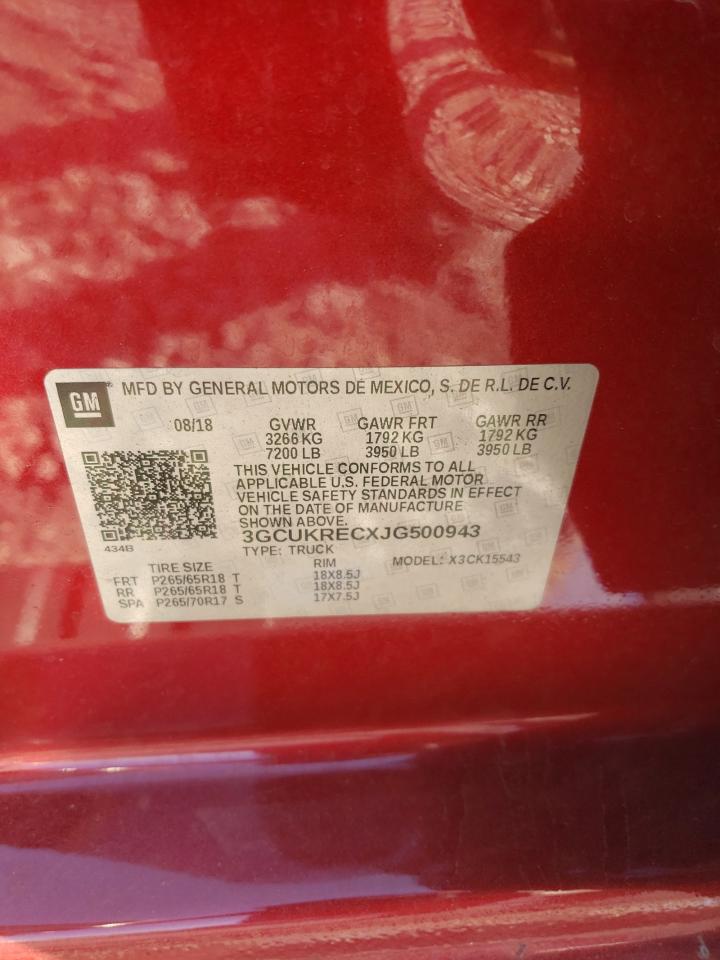 GM ® MFD BY GENERAL MOTORS DE MEXICO, S. DE R.L. DE C.V.
08/18 GVWR GAWR FRT GAWR RR
3266 KG 1792 KG 1792 KG
7200 LB 3950 LB 3950 LB
THIS VEHICLE CONFORMS TO ALL
APPLICABLE U.S. FEDERAL MOTOR
VEHICLE SAFETY STANDARDS IN EFFECT
ON THE DATE OF MANUFACTURE
SHOWN ABOVE.
3GCUKRECXJG500943
434B
TYPE: TRUCK MODEL: X3CK15543
TIRE SIZE RIM
FRT P265/65R18 T 18X8.5J
RR P265/65R18 T 18X8.5J
SPA P265/70R17 S 17X7.5J